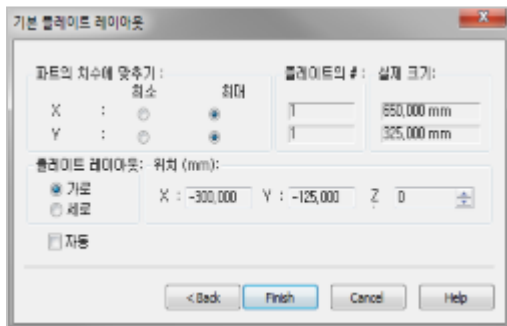 기본 플레이트 레이아웃
파트의 치수에 맞추기 : 플레이트의 # : 실제 크기:
최소 최대
X : 1 650,000 mm
Y : 1 325,000 mm
플레이트 레이아웃: 위치 (mm):
가로
X : -300,000 Y : -125,000 Z 0
세로
자동
< Back Finish Cancel Help